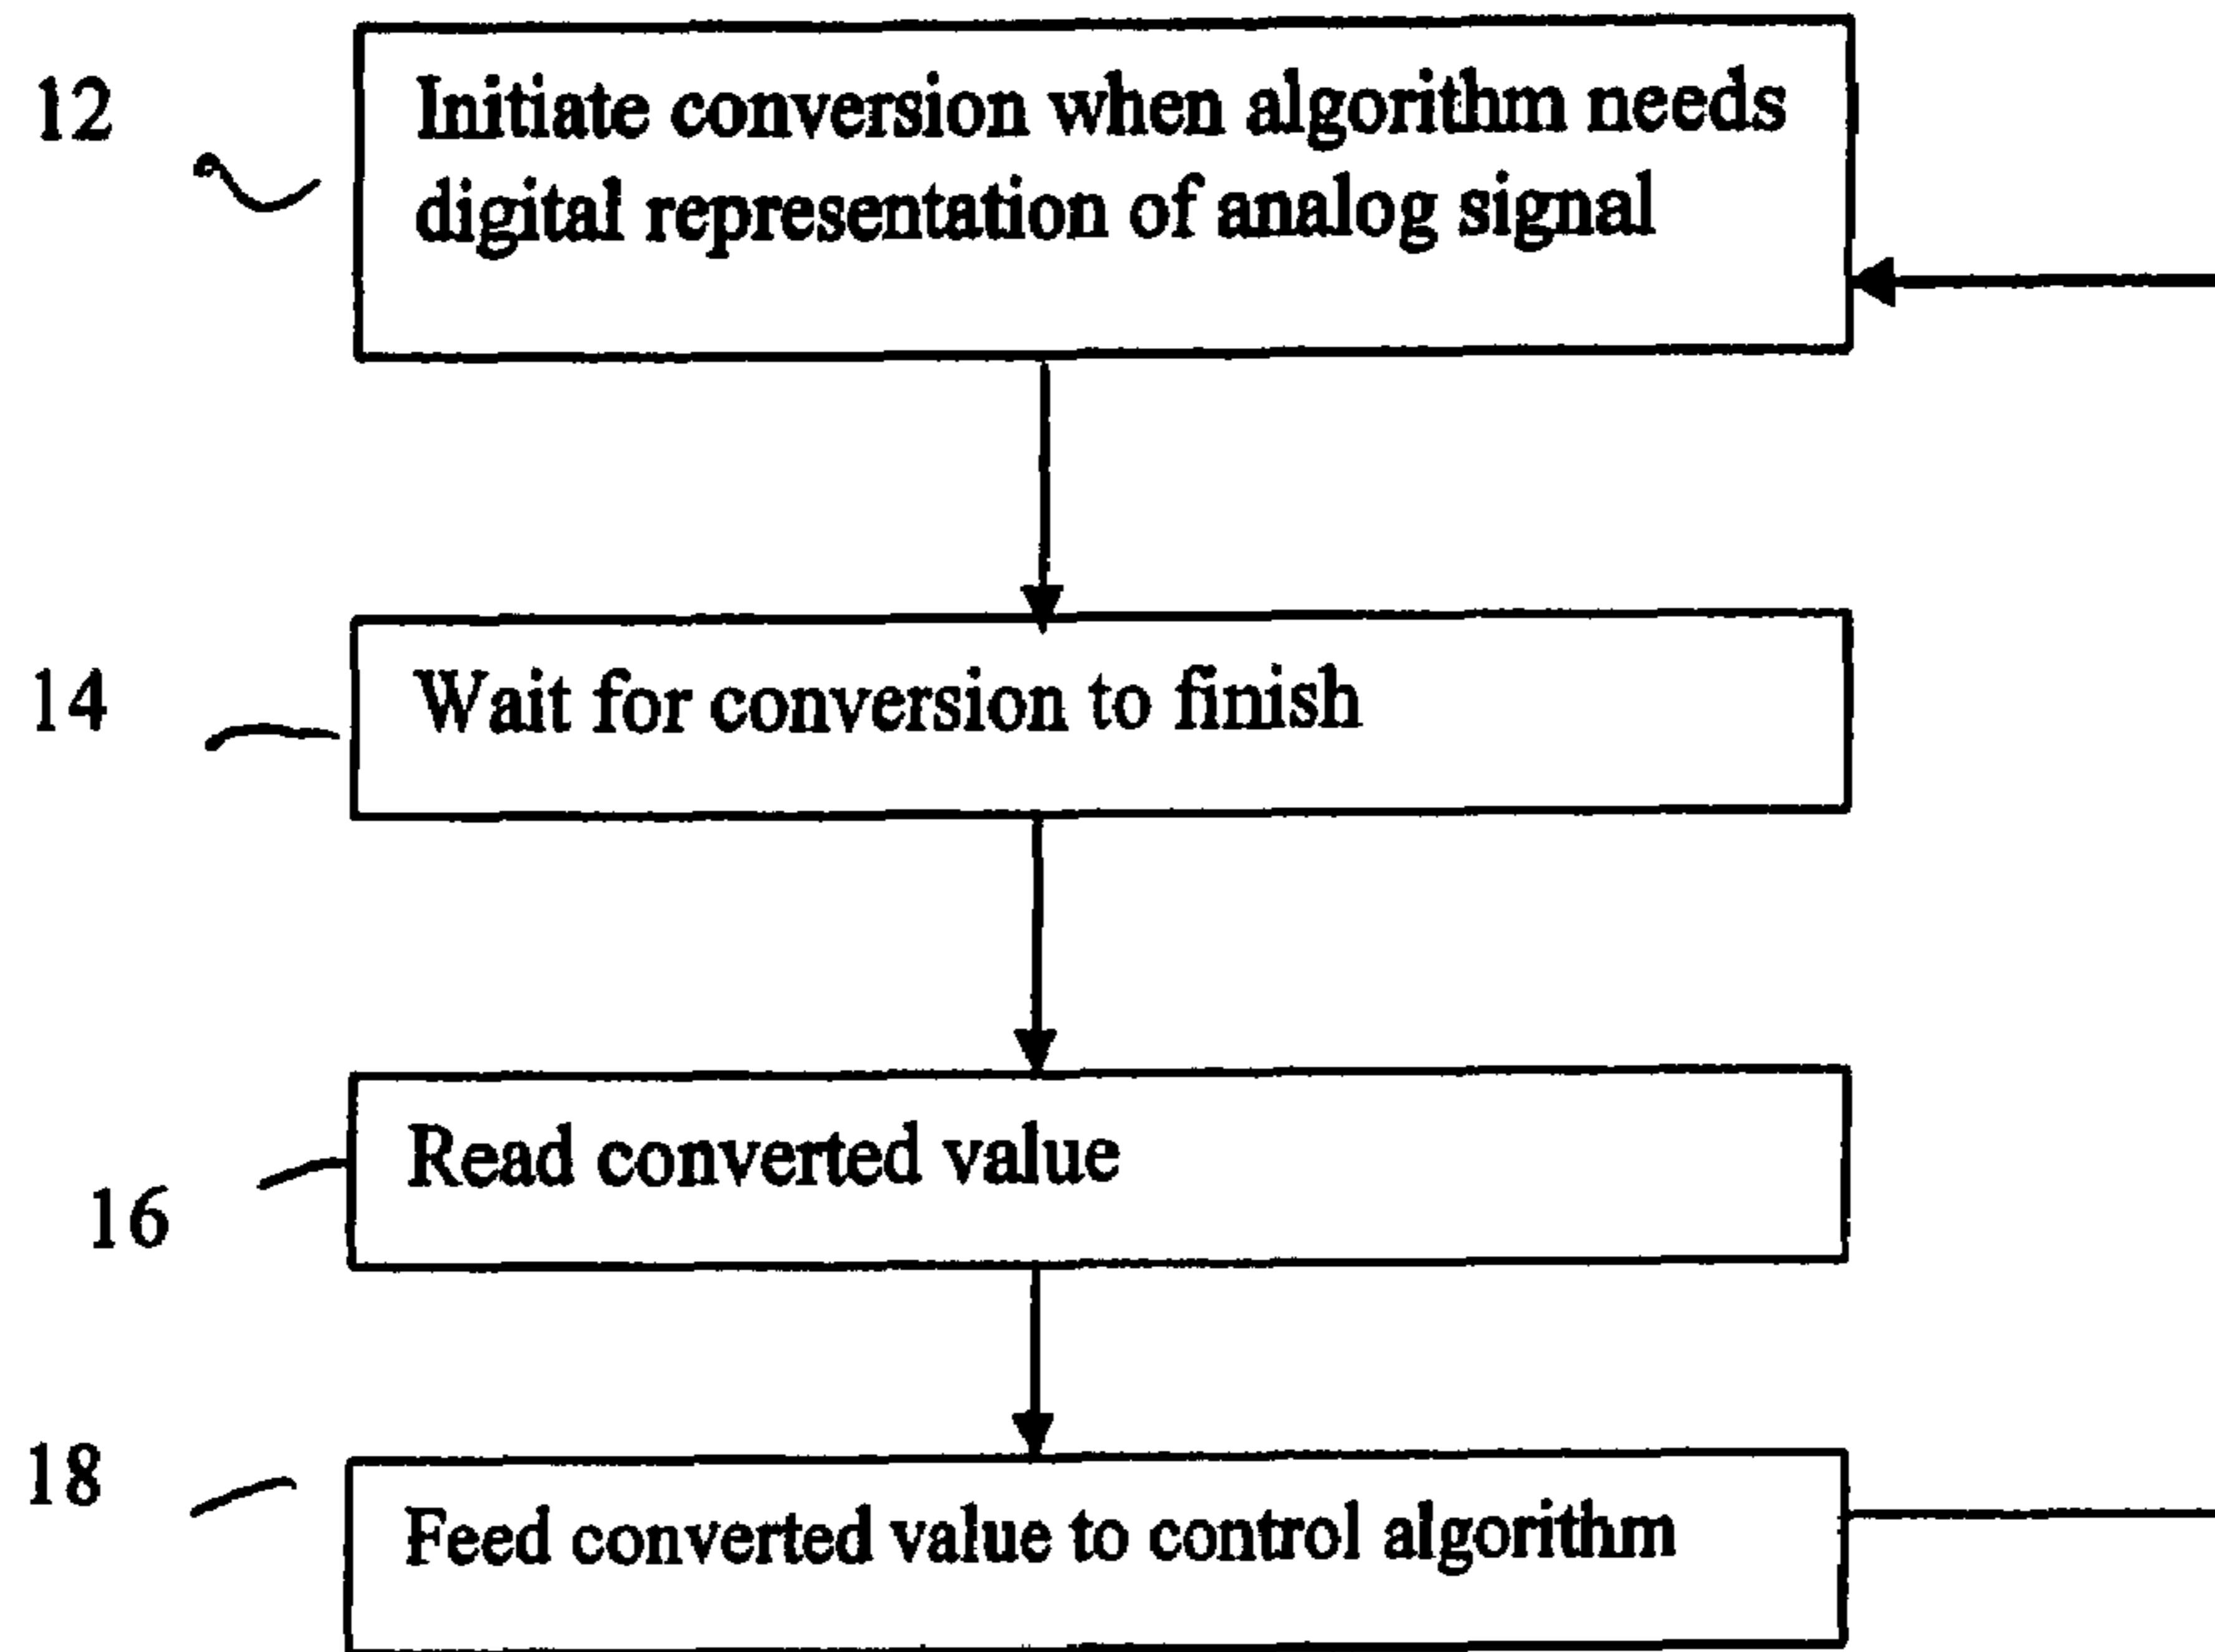 12
Initiate conversion when algorithm needs
digital representation of analog signal
14
Wait for conversion to finish
16
Read converted value
18
Feed converted value to control algorithm